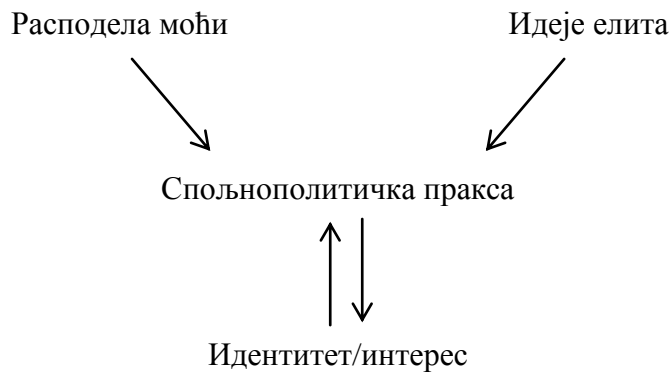 Расподела моћи
Идеје елита
Спољнополитичка пракса
Идентитет/интерес